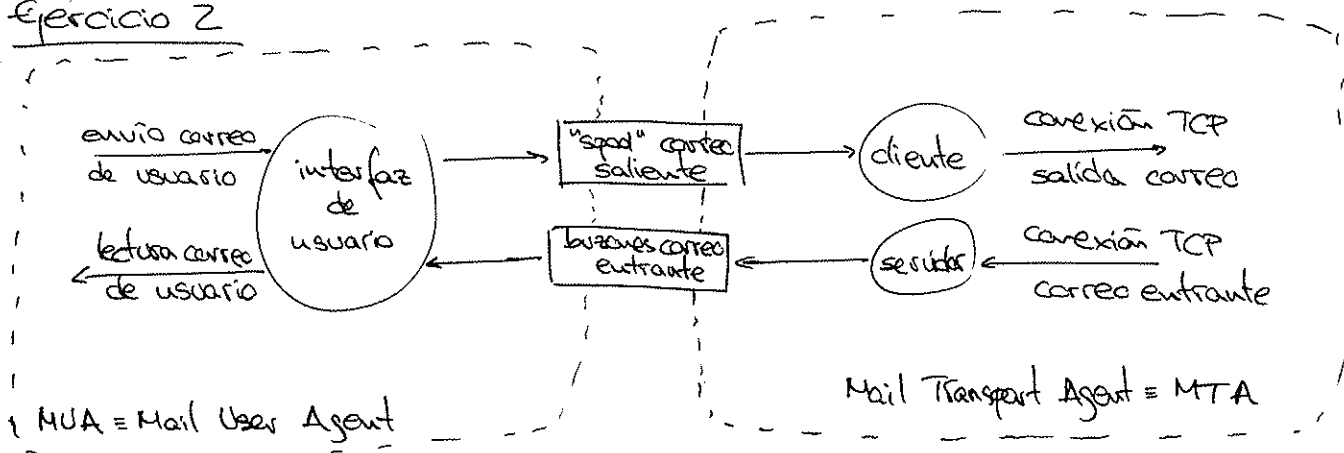 Ejercicio 2
envío correo
de usuario
interfaz
de
usuario
"spool" correo
saliente
cliente
conexión TCP
salida correo
lectura correo
de usuario
buzones correo
entrante
servidor
conexión TCP
correo entrante
MUA ≡ Mail User Agent
Mail Transport Agent ≡ MTA